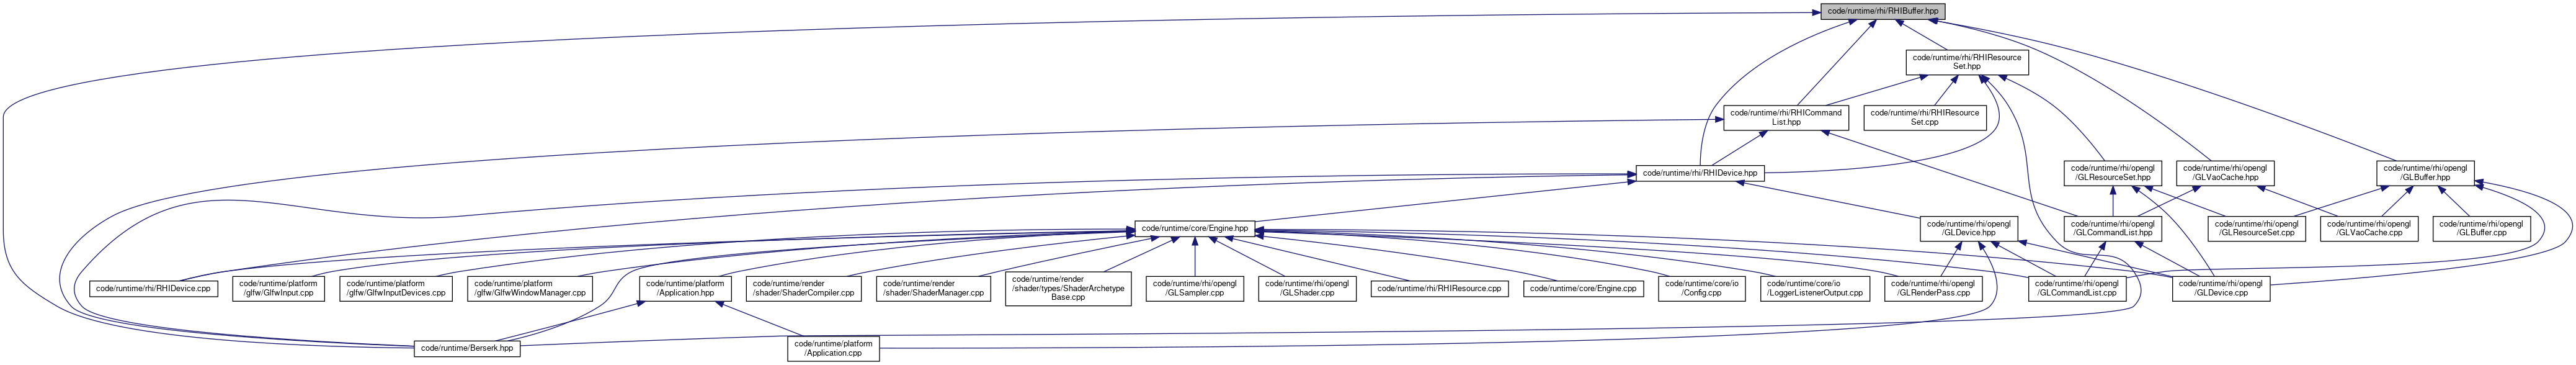 code/runtime/rhi/RHIBuffer.hpp
code/runtime/rhi/RHIResource
Set.hpp
code/runtime/rhi/RHICommand
List.hpp
code/runtime/rhi/RHIResource
Set.cpp
code/runtime/rhi/RHIDevice.hpp
code/runtime/rhi/opengl
/GLResourceSet.hpp
code/runtime/rhi/opengl
/GLVaoCache.hpp
code/runtime/rhi/opengl
/GLBuffer.hpp
code/runtime/core/Engine.hpp
code/runtime/rhi/opengl
/GLDevice.hpp
code/runtime/rhi/opengl
/GLCommandList.hpp
code/runtime/rhi/opengl
/GLResourceSet.cpp
code/runtime/rhi/opengl
/GLVaoCache.cpp
code/runtime/rhi/opengl
/GLBuffer.cpp
code/runtime/rhi/RHIDevice.cpp
code/runtime/platform
/glfw/GlfwInput.cpp
code/runtime/platform
/glfw/GlfwInputDevices.cpp
code/runtime/platform
/glfw/GlfwWindowManager.cpp
code/runtime/platform
/Application.hpp
code/runtime/render
/shader/ShaderCompiler.cpp
code/runtime/render
/shader/ShaderManager.cpp
code/runtime/render
/shader/types/ShaderArchetype
Base.cpp
code/runtime/rhi/opengl
/GLSampler.cpp
code/runtime/rhi/opengl
/GLShader.cpp
code/runtime/rhi/RHIResource.cpp
code/runtime/core/Engine.cpp
code/runtime/core/io
/Config.cpp
code/runtime/core/io
/LoggerListenerOutput.cpp
code/runtime/rhi/opengl
/GLRenderPass.cpp
code/runtime/rhi/opengl
/GLCommandList.cpp
code/runtime/rhi/opengl
/GLDevice.cpp
code/runtime/Berserk.hpp
code/runtime/platform
/Application.cpp